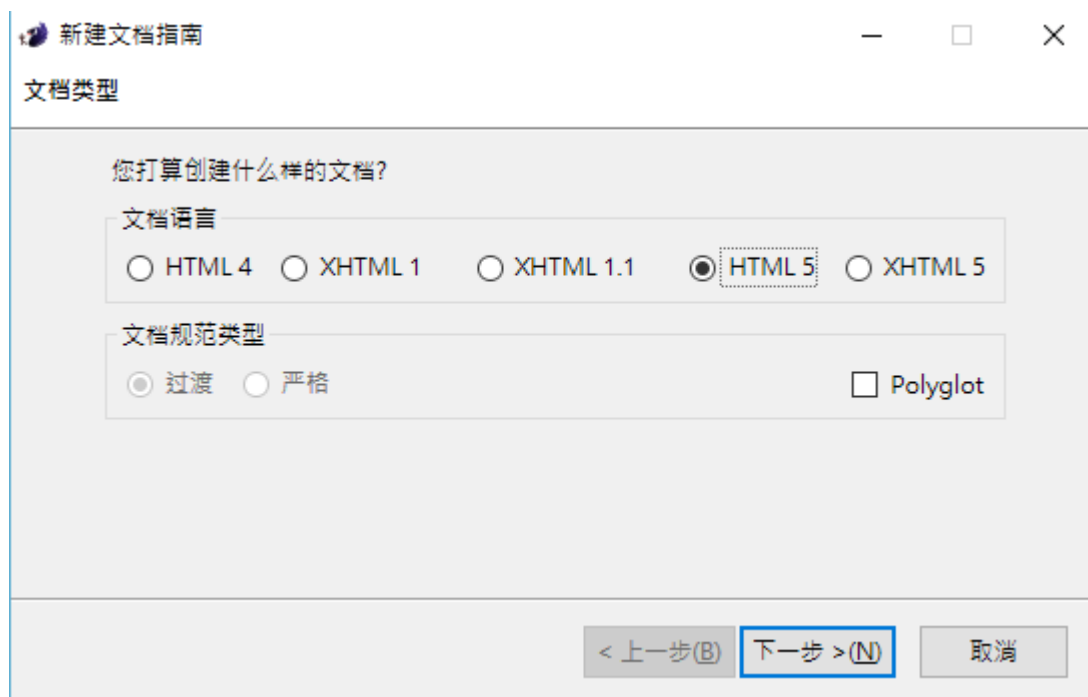 新建文档指南
文档类型
您打算创建什么样的文档?
文档语言
HTML 4 XHTML 1 XHTML 1.1 HTML 5 XHTML 5
文档规范类型
过渡 严格 Polyglot
< 上一步(B) 下一步 >(N) 取消